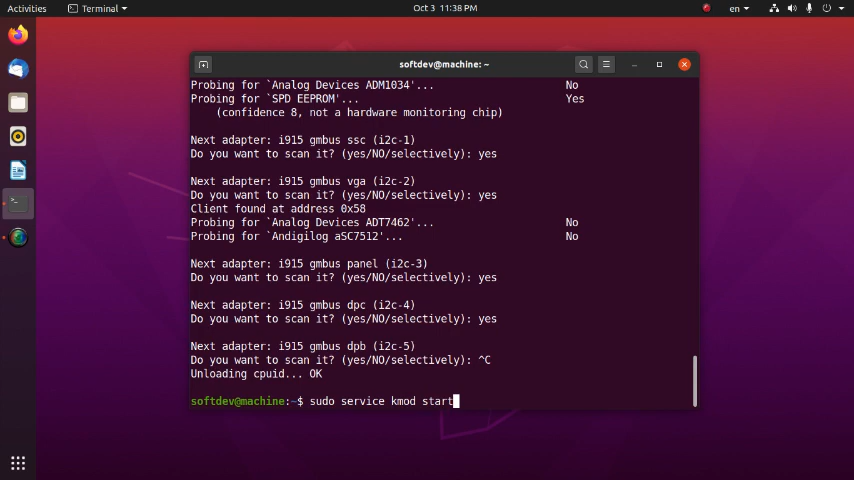 Activities
Terminal
Oct 3 11:38 PM
en
softdev@machine: ~
Probing for `Analog Devices ADM1034'... No
Probing for `SPD EEPROM'... Yes
(confidence 8, not a hardware monitoring chip)
Next adapter: i915 gmbus ssc (i2c-1)
Do you want to scan it? (yes/NO/selectively): yes
Next adapter: i915 gmbus vga (i2c-2)
Do you want to scan it? (yes/NO/selectively): yes
Client found at address 0x58
Probing for `Analog Devices ADT7462'... No
Probing for `Andigilog aSC7512'... No
Next adapter: i915 gmbus panel (i2c-3)
Do you want to scan it? (yes/NO/selectively): yes
Next adapter: i915 gmbus dpc (i2c-4)
Do you want to scan it? (yes/NO/selectively): yes
Next adapter: i915 gmbus dpb (i2c-5)
Do you want to scan it? (yes/NO/selectively): ^C
Unloading cpuid... OK
softdev@machine:~$ sudo service kmod start